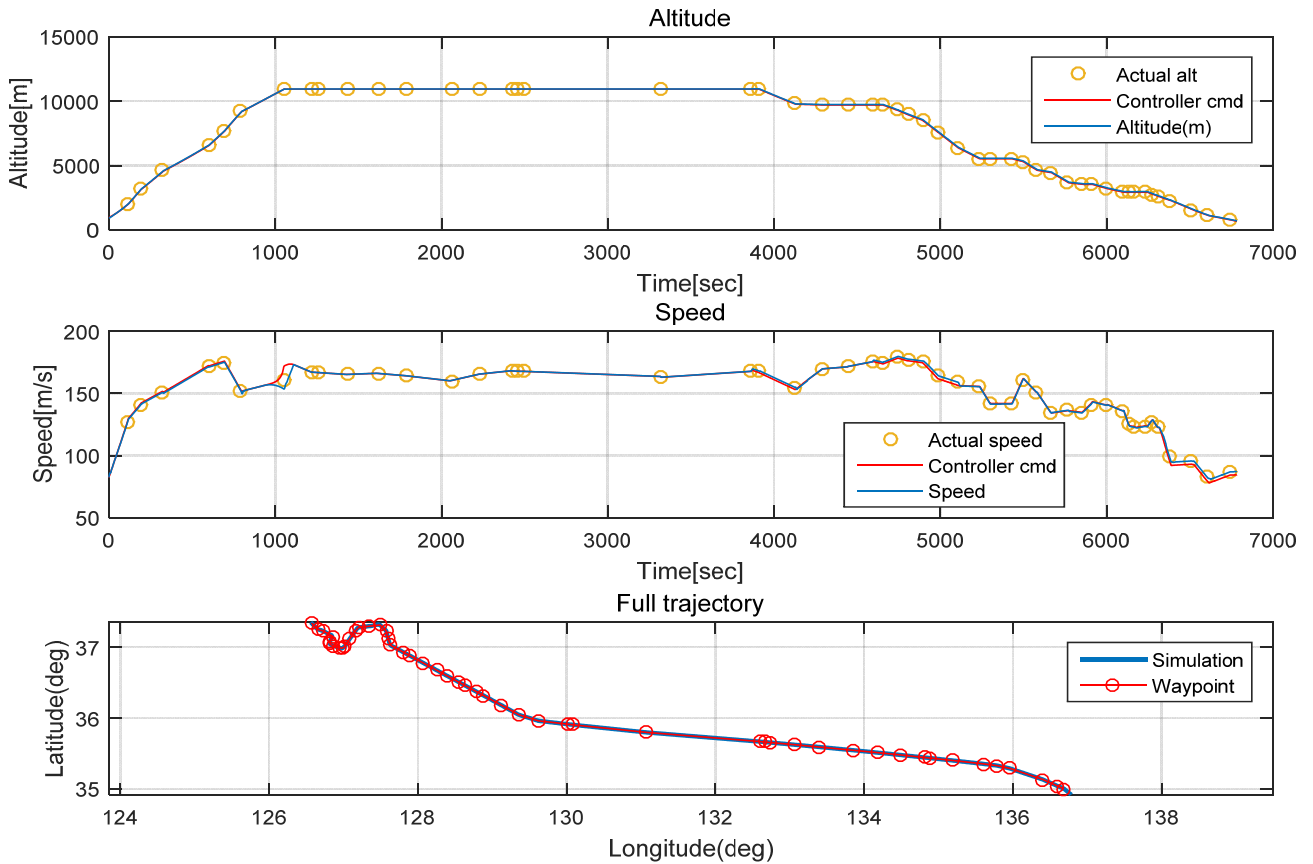 Altitude
15000
10000
5000
0
Altitude[m]
Actual alt
Controller cmd
Altitude(m)
0 1000 2000 3000 4000 5000 6000 7000
Time[sec]
Speed
200
150
100
50
Speed[m/s]
Actual speed
Controller cmd
Speed
0 1000 2000 3000 4000 5000 6000 7000
Time[sec]
Full trajectory
37
36
35
Latitude(deg)
Simulation
Waypoint
124 126 128 130 132 134 136 138
Longitude(deg)